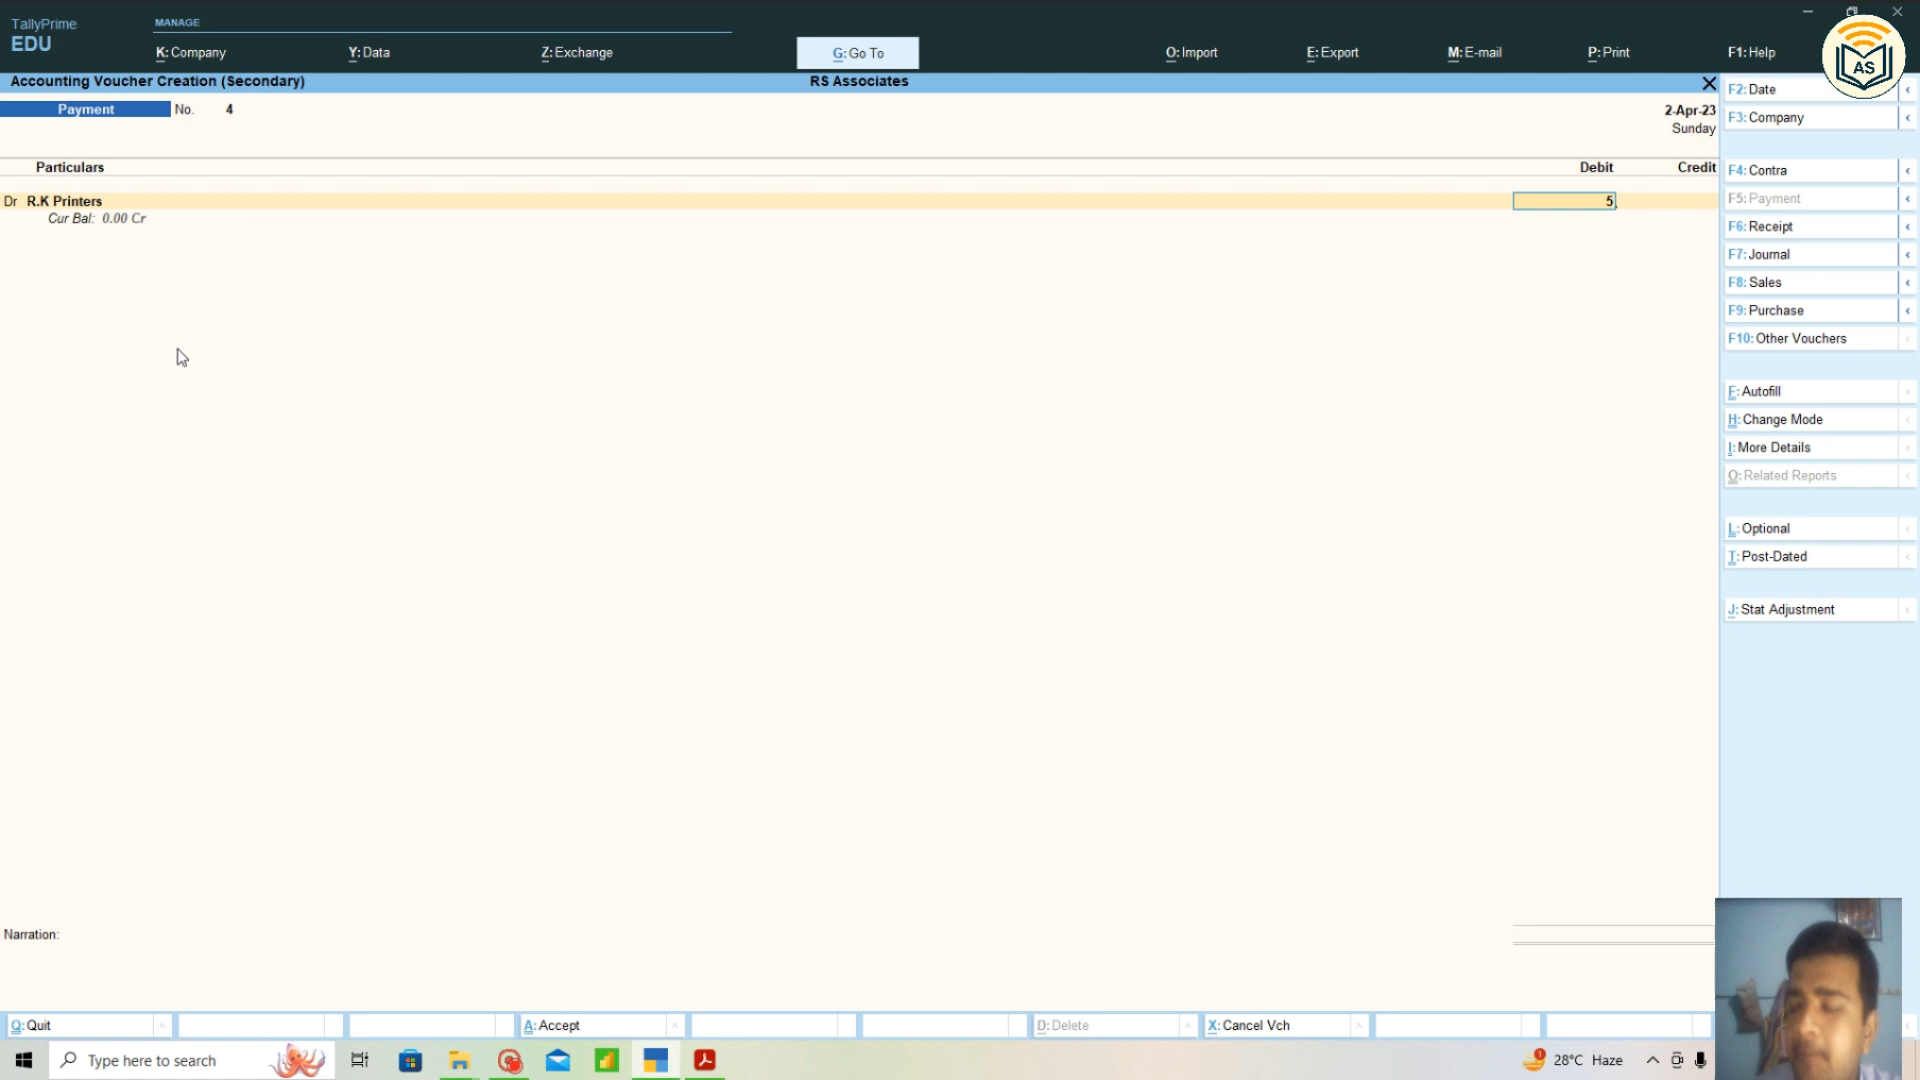 TallyPrime
EDU
MANAGE
K: Company
Y: Data
Z: Exchange
G: Go To
O: Import
E: Export
M: E-mail
P: Print
F1: Help
AS
Accounting Voucher Creation (Secondary)
RS Associates
Payment No. 4
2-Apr-23
Sunday
Particulars Debit Credit
Dr R.K Printers 5
Cur Bal: 0.00 Cr
Narration:
F2: Date
F3: Company
F4: Contra
F5: Payment
F6: Receipt
F7: Journal
F8: Sales
F9: Purchase
F10: Other Vouchers
F: Autofill
H: Change Mode
I: More Details
O: Related Reports
L: Optional
T: Post-Dated
J: Stat Adjustment
Q: Quit
A: Accept
D: Delete
X: Cancel Vch
Type here to search
28°C Haze